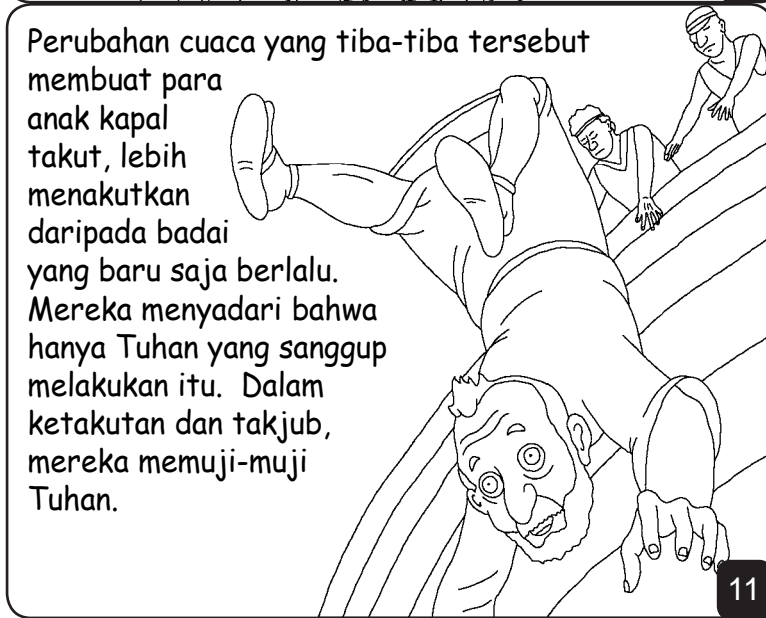 Perubahan cuaca yang tiba-tiba tersebut
membuat para
anak kapal
takut, lebih
menakutkan
daripada badai
yang baru saja berlalu.
Mereka menyadari bahwa
hanya Tuhan yang sanggup
melakukan itu.  Dalam
ketakutan dan takjub,
mereka memuji-muji
Tuhan.
11